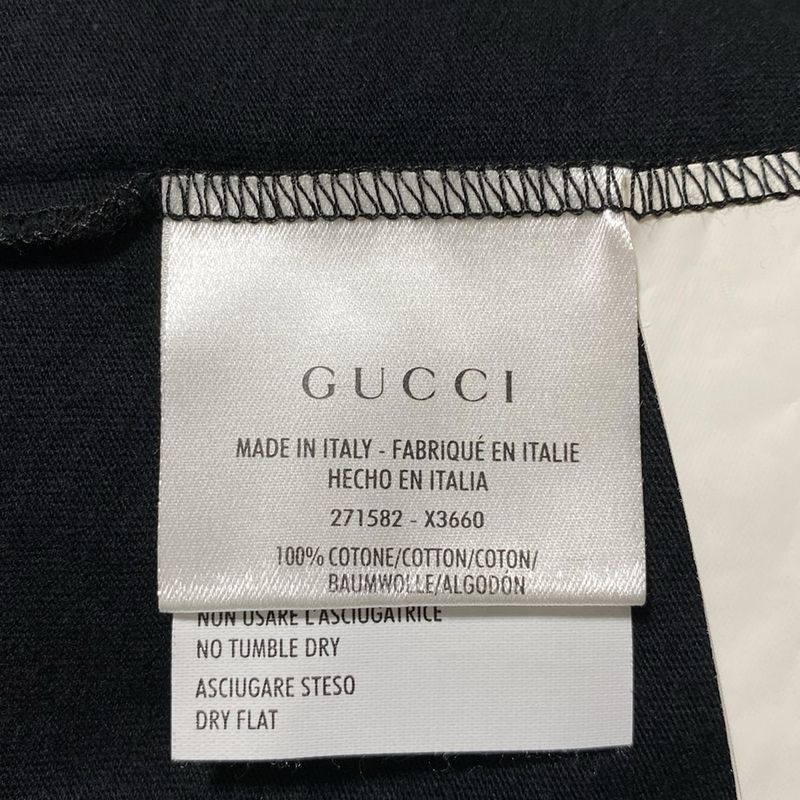 GUCCI
MADE IN ITALY - FABRIQUÉ EN ITALIE
HECHO EN ITALIA
271582 - X3660
100% COTONE/COTTON/COTON/
BAUMWOLLE/ALGODÓN
NON USARE L'ASCIUGATRICE
NO TUMBLE DRY
ASCIUGARE STESO
DRY FLAT